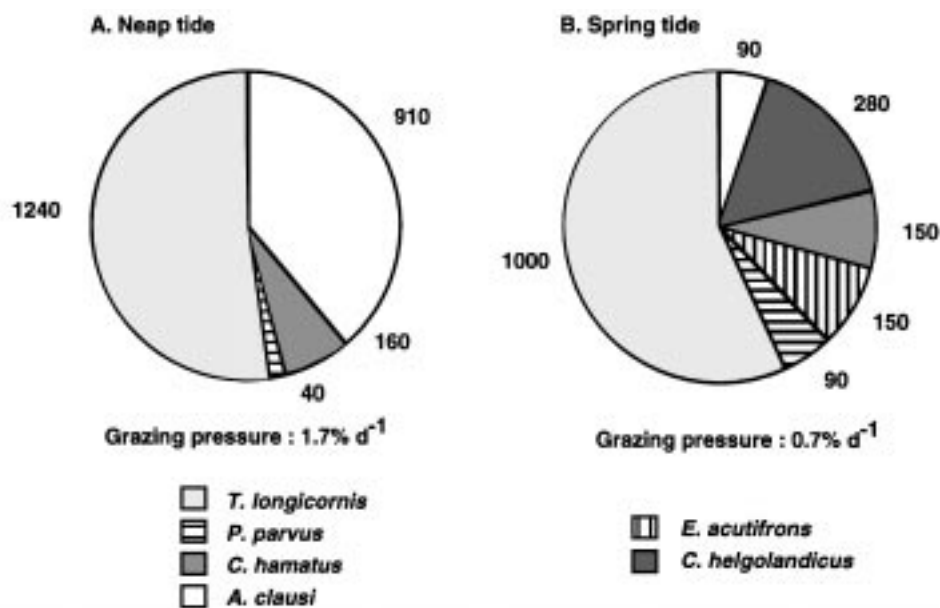 A. Neap tide
910
1240
160
40
Grazing pressure : 1.7% d⁻¹
B. Spring tide
90
280
150
1000
150
90
Grazing pressure : 0.7% d⁻¹
T. longicornis
P. parvus
C. hamatus
A. clausi
E. acutifrons
C. helgolandicus